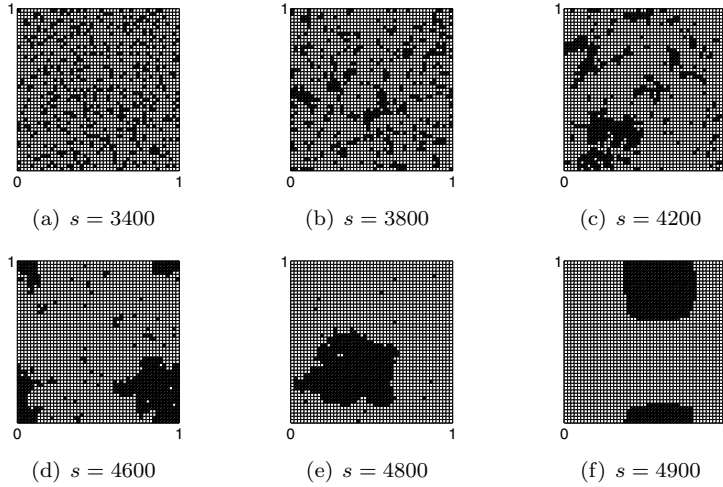 1
1
1
0
1
0
1
0
(a) s = 3400
(b) s = 3800
(c) s = 4200
1
1
1
0
1
0
1
0
(d) s = 4600
(e) s = 4800
(f) s = 4900